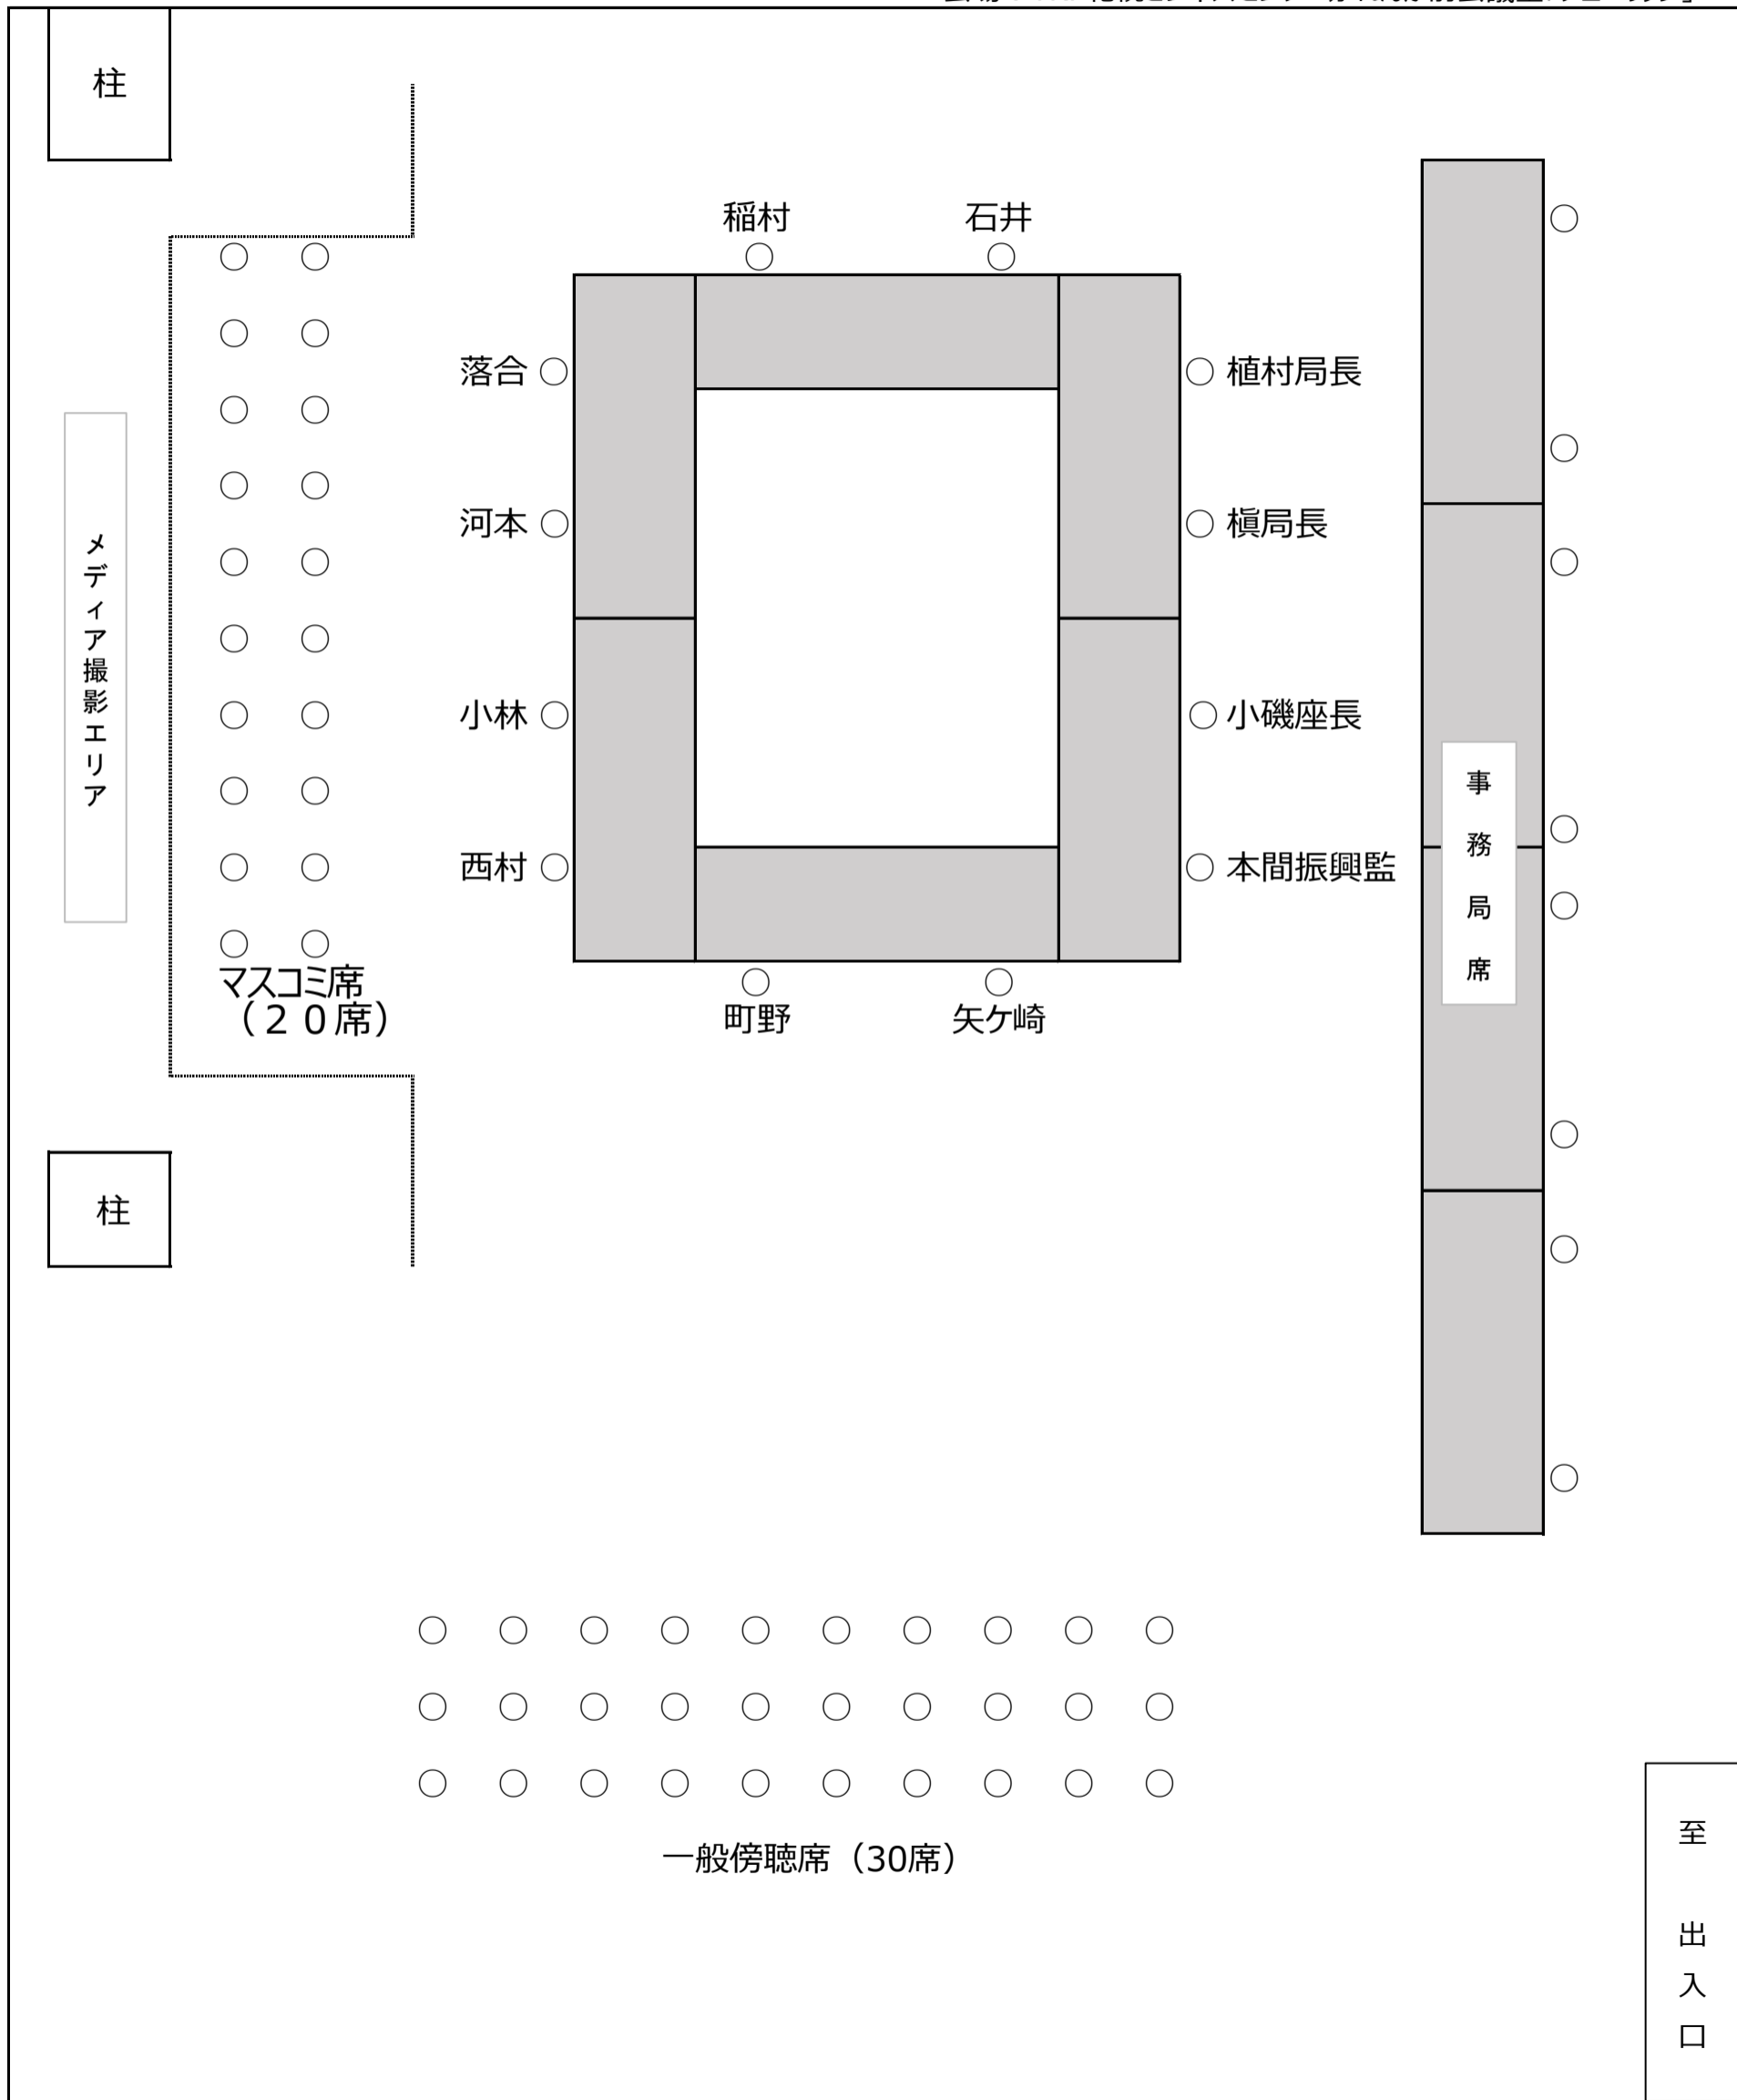 柱
稲村
石井
落合
植村局長
河本
槇局長
メディア撮影エリア
小林
小磯座長
事務局席
西村
本間振興監
マスコミ席
（２０席）
町野
矢ケ崎
柱
一般傍聴席（30席）
至 出入口